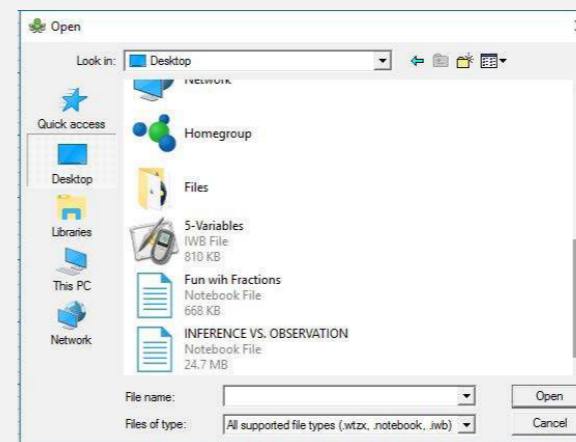 Open
Look in:
Desktop
Network
Quick access
Homegroup
Desktop
Files
Libraries
5-Variables
IWB File
810 KB
This PC
Fun wih Fractions
Notebook File
668 KB
Network
INFERENCE VS. OBSERVATION
Notebook File
24.7 MB
File name:
Open
Files of type:
All supported file types (.wtzx, .notebook, .iwb)
Cancel